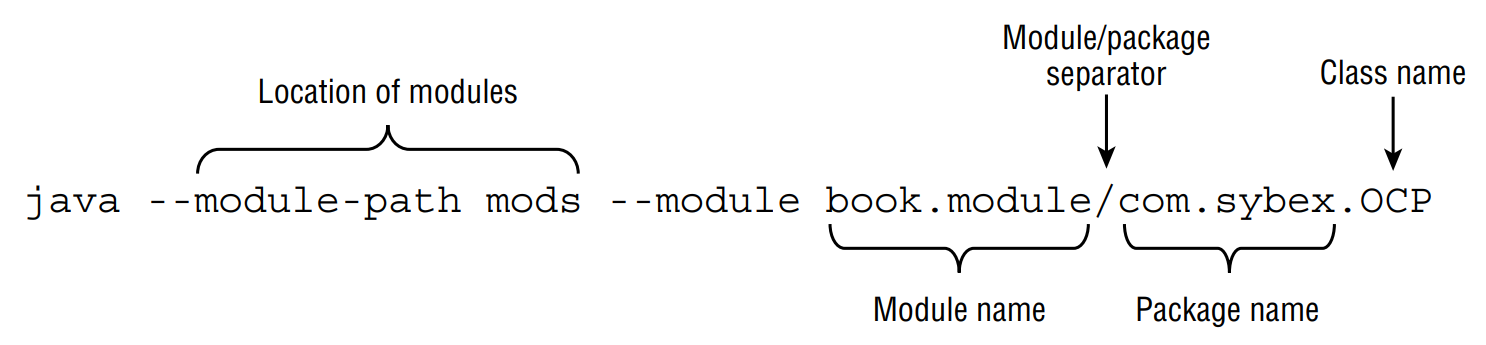 Module/package
separator
Class name
Location of modules
java --module-path mods --module book.module/com.sybex.OCP
Module name
Package name